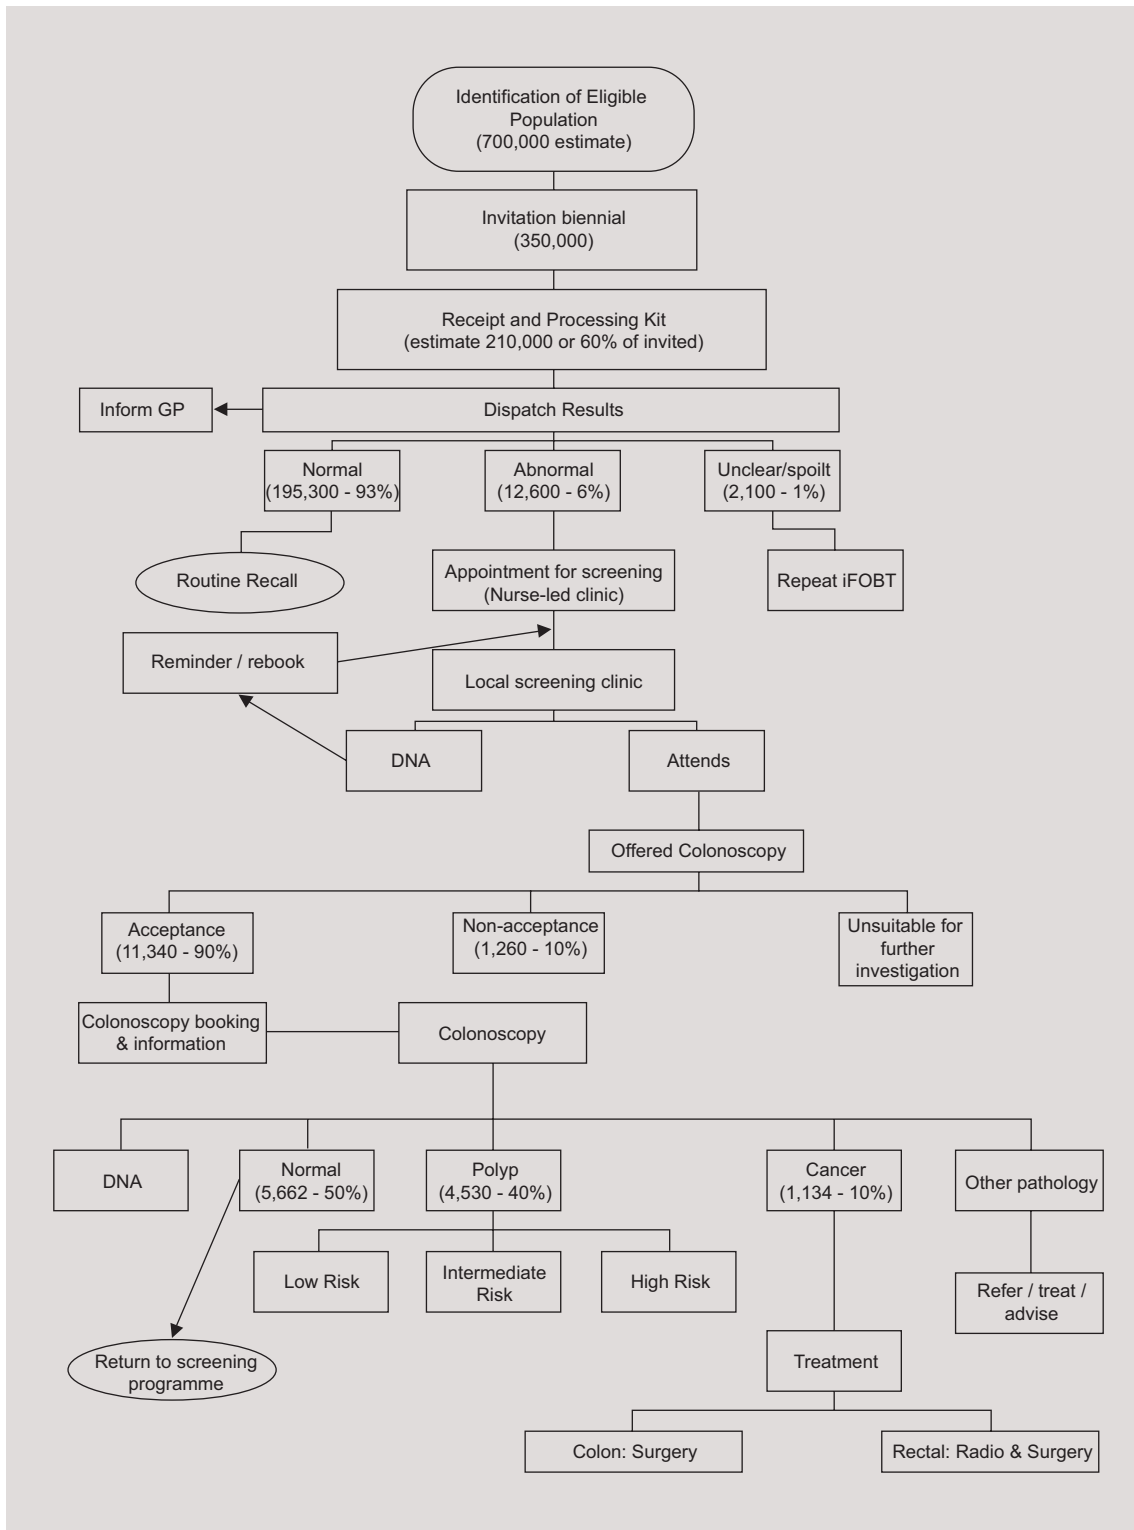 Identification of Eligible
Population
(700,000 estimate)
Invitation biennial
(350,000)
Receipt and Processing Kit
(estimate 210,000 or 60% of invited)
Inform GP
Dispatch Results
Normal
(195,300 - 93%)
Abnormal
(12,600 - 6%)
Unclear/spoilt
(2,100 - 1%)
Routine Recall
Appointment for screening
(Nurse-led clinic)
Repeat iFOBT
Reminder / rebook
Local screening clinic
DNA
Attends
Offered Colonoscopy
Acceptance
(11,340 - 90%)
Non-acceptance
(1,260 - 10%)
Unsuitable for
further
investigation
Colonoscopy booking
& information
Colonoscopy
DNA
Normal
(5,662 - 50%)
Polyp
(4,530 - 40%)
Cancer
(1,134 - 10%)
Other pathology
Low Risk
Intermediate
Risk
High Risk
Refer / treat /
advise
Return to screening
programme
Treatment
Colon: Surgery
Rectal: Radio & Surgery